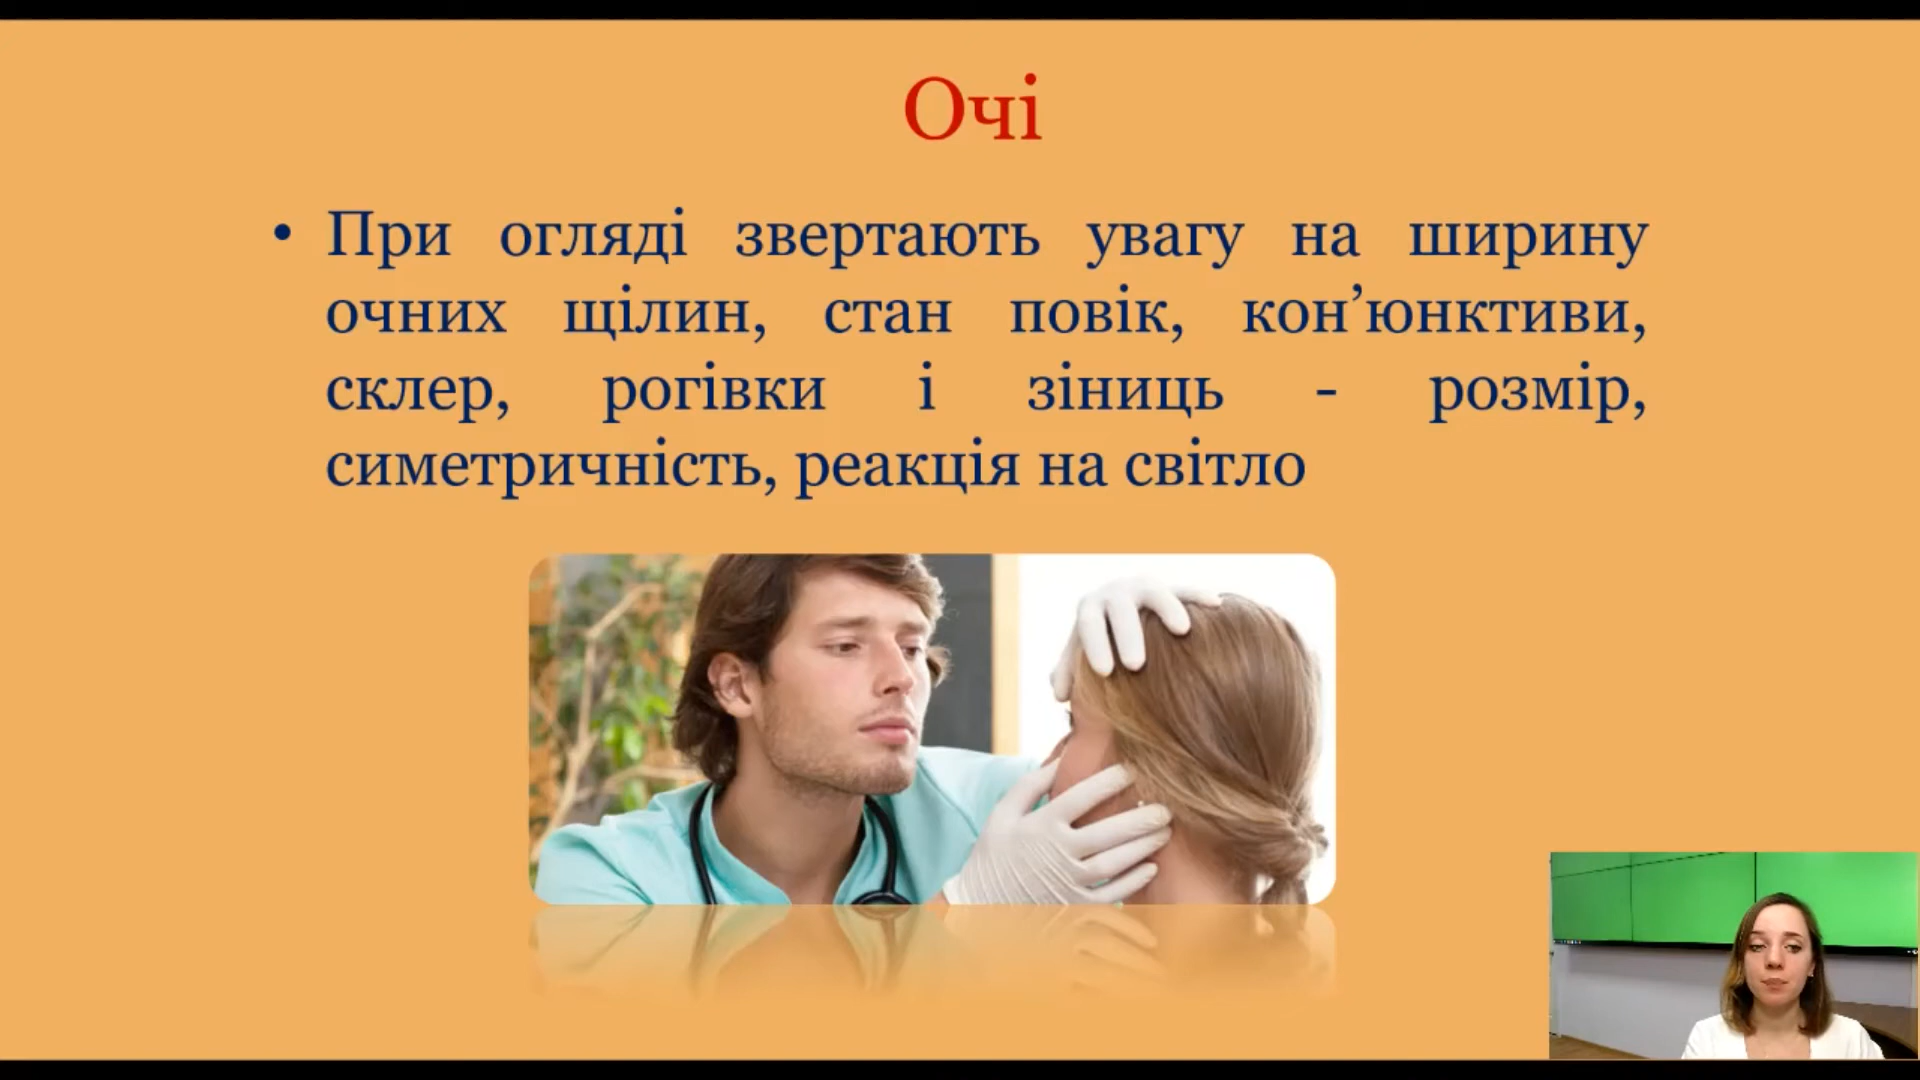 Очі
• При огляді звертають увагу на ширину
очних щілин, стан повік, кон’юнктиви,
склер, рогівки і зіниць - розмір,
симетричність, реакція на світло